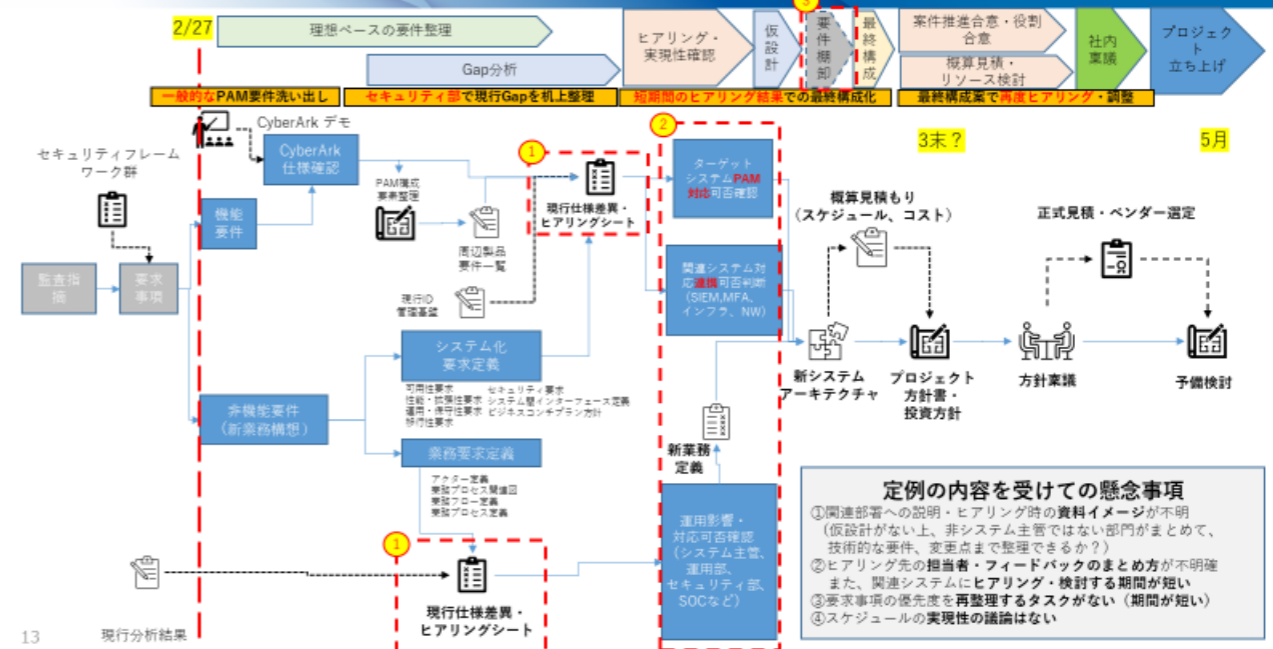 2/27
理想ベースの要件整理
Gap分析
ヒアリング・
実現性確認
仮設計
③
要件棚卸
最終構成
案件推進合意・役割
合意
概算見積・
リソース検討
社内
稟議
プロジェク
ト
立ち上げ
一般的なPAM要件洗い出し
セキュリティ部で現行Gapを机上整理
短期間のヒアリング結果での最終構成化
最終構成案で再度ヒアリング・調整
CyberArk デモ
3末？
5月
セキュリティフレーム
ワーク群
CyberArk
仕様確認
機能
要件
監査指
摘
要求
事項
PAM構成
要素整理
周辺製品
要件一覧
現行ID
管理基盤
①
現行仕様差異・
ヒアリングシート
②
ターゲット
システムPAM
対応可否確認
関連システム対
応連携可否判断
（SIEM,MFA、
インフラ、NW）
概算見積もり
（スケジュール、コスト）
正式見積・ベンダー選定
新システム
アーキテクチャ
プロジェクト
方針書・
投資方針
方針稟議
予備検討
システム化
要求定義
可用性要求
性能・拡張性要求
運用・保守性要求
移行性要求
セキュリティ要求
システム間インターフェース定義
ビジネスコンチプラン方針
非機能要件
（新業務構想）
業務要求定義
アクター定義
業務プロセス関連図
業務フロー定義
業務プロセス定義
新業務
定義
運用影響・
対応可否確認
（システム主管、
運用部、
セキュリティ部、
SOCなど）
①
現行仕様差異・
ヒアリングシート
現行分析結果
13
定例の内容を受けての懸念事項
①関連部署への説明・ヒアリング時の資料イメージが不明
（仮設計がない上、非システム主管ではない部門がまとめて、
技術的な要件、変更点まで整理できるか？）
②ヒアリング先の担当者・フィードバックのまとめ方が不明確
また、関連システムにヒアリング・検討する期間が短い
③要求事項の優先度を再整理するタスクがない（期間が短い）
④スケジュールの実現性の議論はない